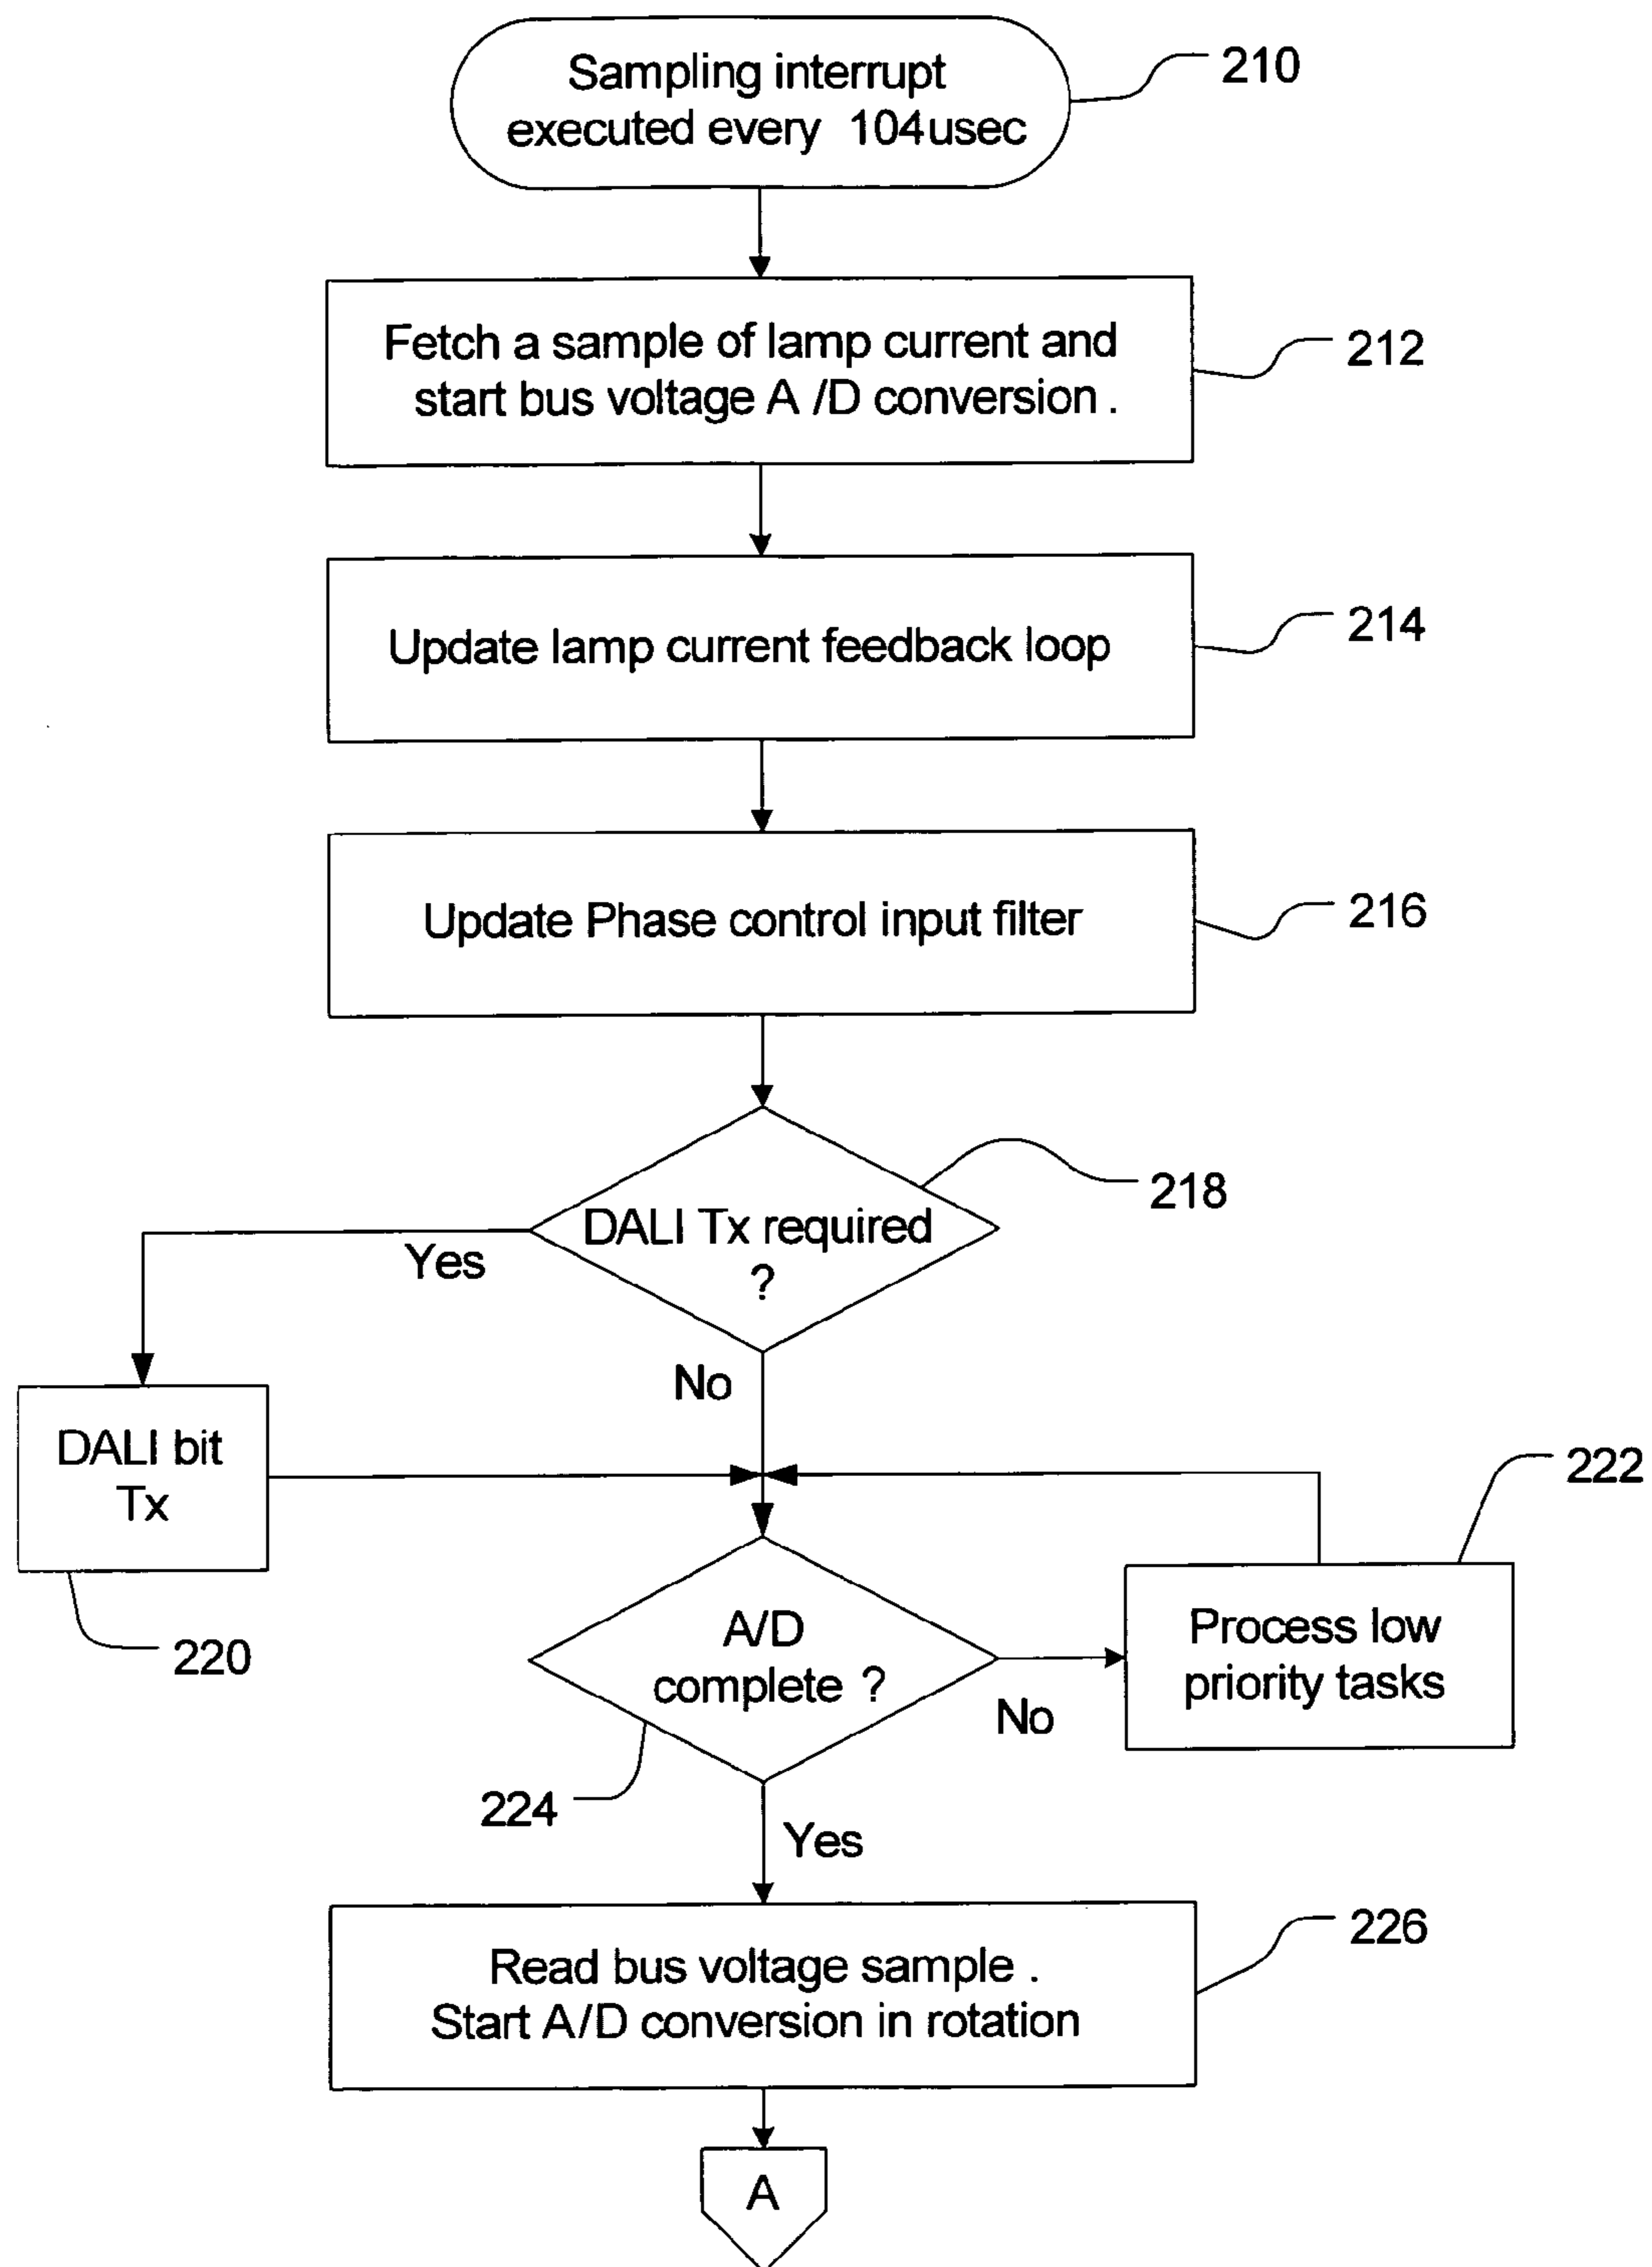 Sampling interrupt
executed every 104usec
210
Fetch a sample of lamp current and
start bus voltage A /D conversion .
212
Update lamp current feedback loop
214
Update Phase control input filter
216
218
DALI Tx required
?
Yes
No
DALI bit
Tx
220
222
Process low
priority tasks
A/D
complete ?
No
224
Yes
226
Read bus voltage sample .
Start A/D conversion in rotation
A